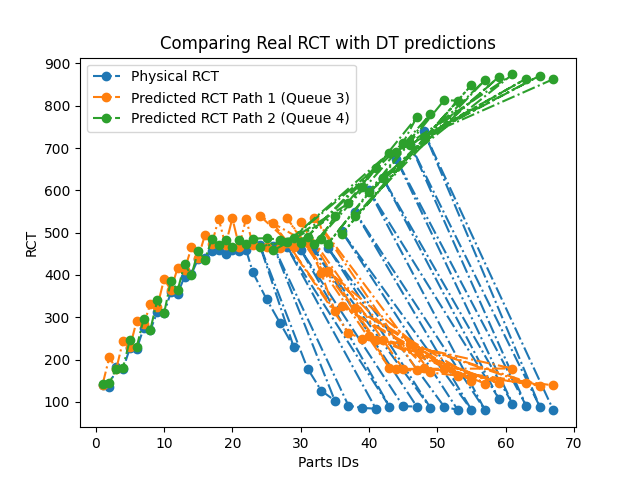 Comparing Real RCT with DT predictions
Physical RCT
Predicted RCT Path 1 (Queue 3)
Predicted RCT Path 2 (Queue 4)
900
800
700
600
500
400
300
200
100
RCT
0 10 20 30 40 50 60 70
Parts IDs